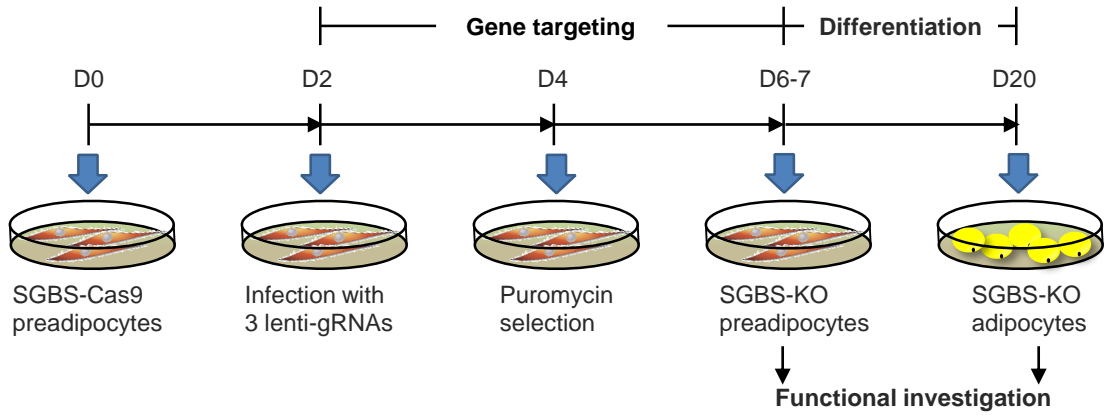 Gene targeting Differentiation
D0 D2 D4 D6-7 D20
SGBS-Cas9 preadipocytes
Infection with 3 lenti-gRNAs
Puromycin selection
SGBS-KO preadipocytes
SGBS-KO adipocytes
Functional investigation